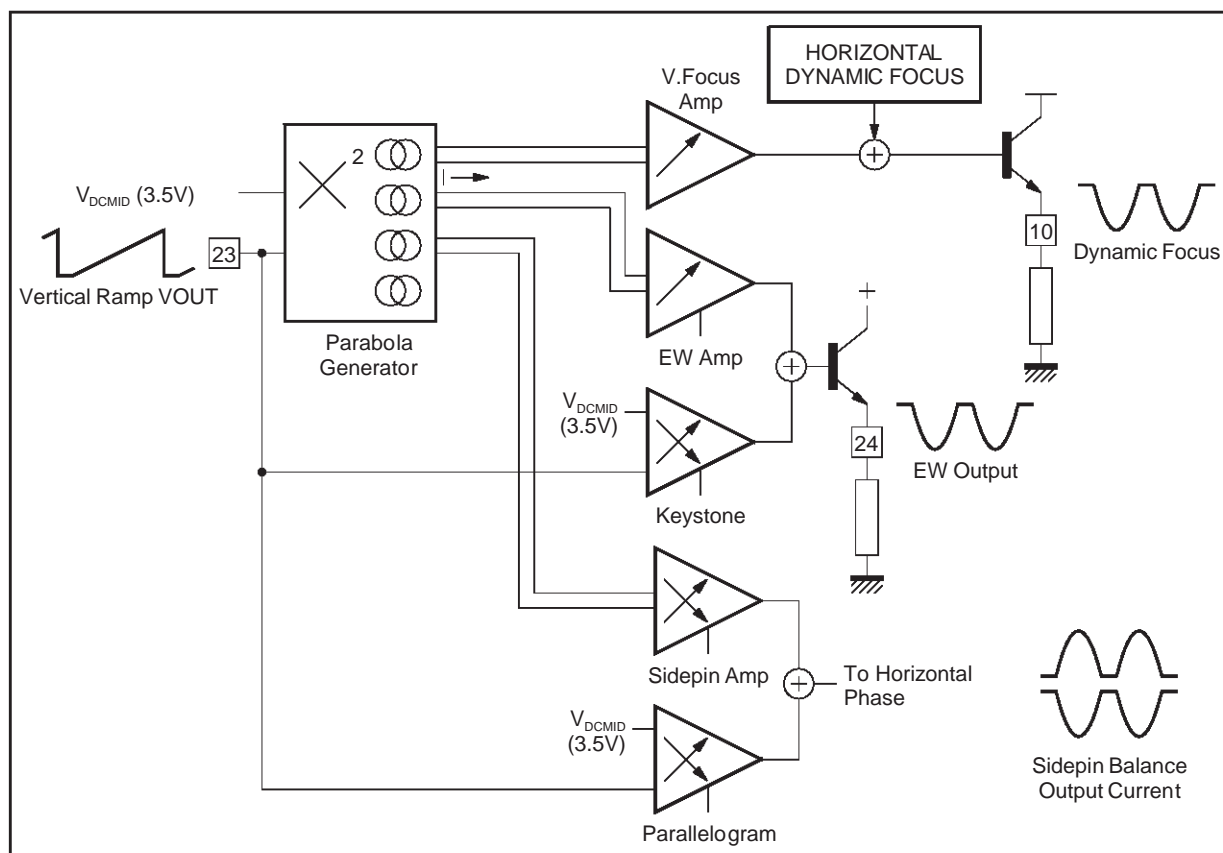 HORIZONTAL
DYNAMIC FOCUS
V.Focus
Amp
2
I
VDCMID (3.5V)
23
Vertical Ramp VOUT
Parabola
Generator
10
Dynamic Focus
EW Amp
VDCMID
(3.5V)
24
EW Output
Keystone
Sidepin Amp
To Horizontal
Phase
VDCMID
(3.5V)
Sidepin Balance
Output Current
Parallelogram